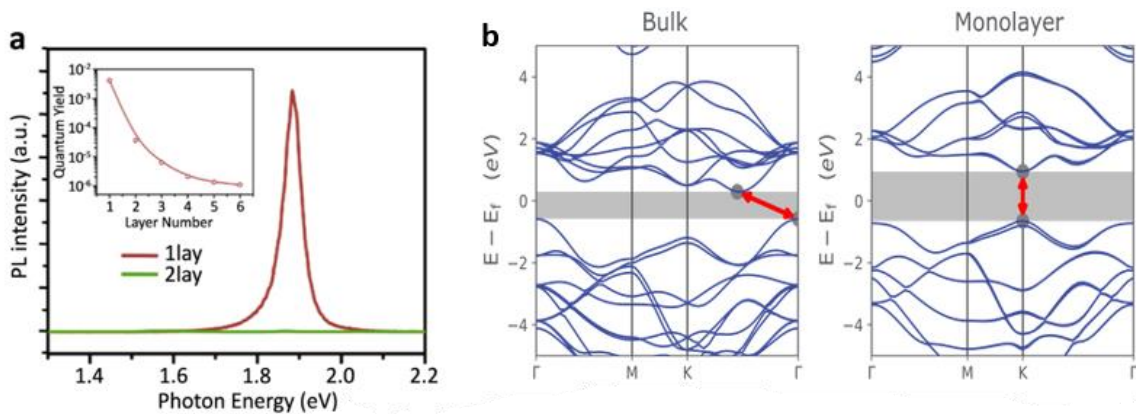 a
PL intensity (a.u.)
Quantum Yield
10-2
10-3
10-4
10-5
10-6
1 2 3 4 5 6
Layer Number
1lay
2lay
1.4 1.6 1.8 2.0 2.2
Photon Energy (eV)
b
Bulk
E − Ef (eV)
4
2
0
−2
−4
Γ M K Γ
Monolayer
E − Ef (eV)
4
2
0
−2
−4
Γ M K Γ